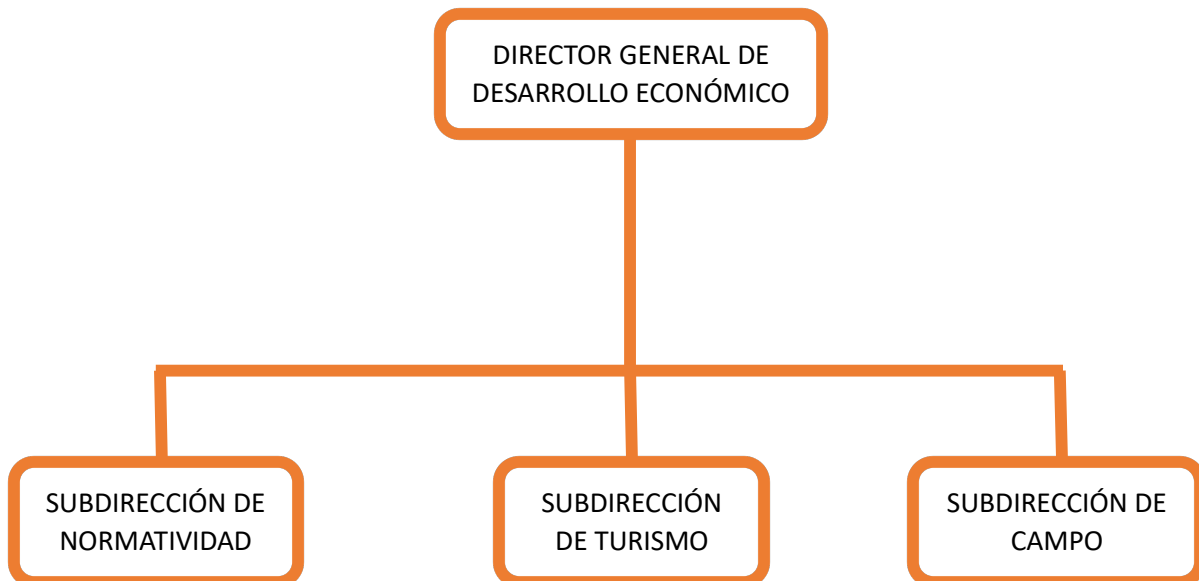 DIRECTOR GENERAL DE
DESARROLLO ECONÓMICO
SUBDIRECCIÓN DE
NORMATIVIDAD
SUBDIRECCIÓN
DE TURISMO
SUBDIRECCIÓN DE
CAMPO